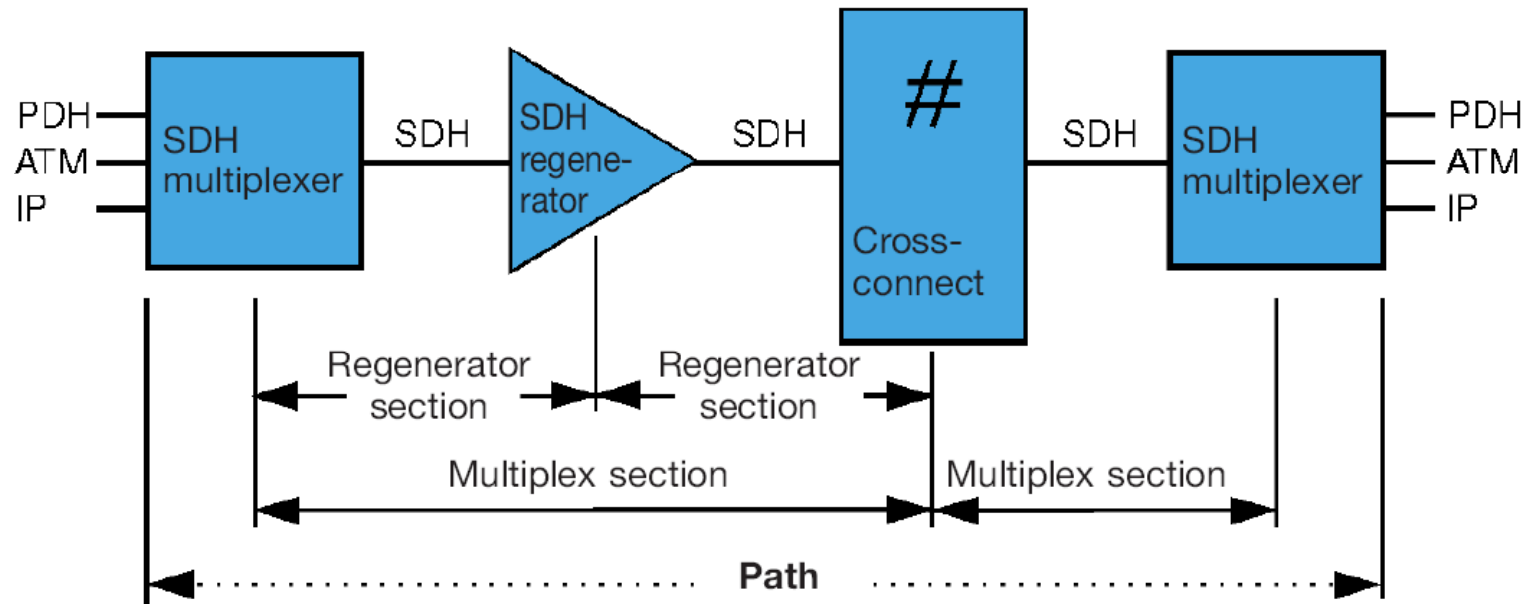 PDH
ATM
IP
SDH
multiplexer
SDH
SDH
regene-
rator
SDH
#
Cross-
connect
SDH
SDH
multiplexer
PDH
ATM
IP
Regenerator
section
Regenerator
section
Multiplex section
Multiplex section
Path